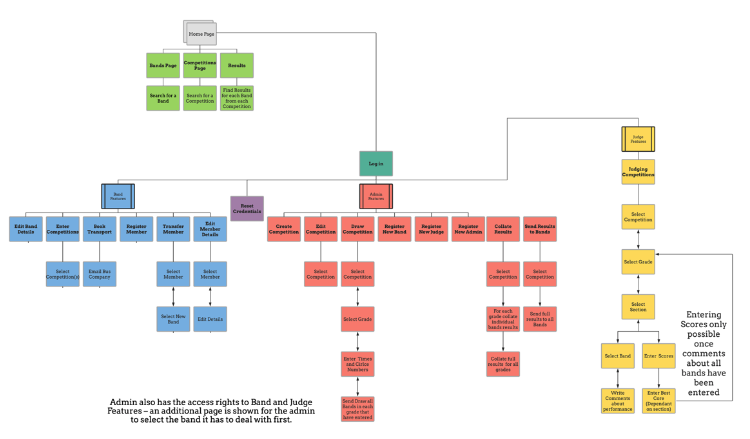 Home Page
Bands Page
Competitions
Page
Results
Search for a
Band
Search for a
Competition
Find Results
for each Band
from each
Competition
Log in
Judge
Features
Judging
Competitions
Band
Features
Reset
Credentials
Admin
Features
Edit Band
Details
Enter
Competitions
Book
Transport
Register
Member
Transfer
Member
Edit
Member
Details
Create
Competition
Edit
Competition
Draw
Competition
Register
New Band
Register
New Judge
Register
New Admin
Collate
Results
Send Results
to Bands
Select
Competition
Select
Competition(s)
Email Bus
Company
Select
Member
Select
Member
Select
Competition
Select
Competition
Select
Competition
Select
Competition
Select Grade
Select New
Band
Edit Details
Select Grade
For each
grade collate
individual
bands results
Send full
results to all
Bands
Select
Section
Enter Times
and Circle
Numbers
Collate full
results for all
grades
Select Band
Enter Scores
Send Draw all
Bands in each
grade that
have entered
Write
Comments
about
performance
Enter Best
Core
(Dependant
on section)
Entering
Scores only
possible
once
comments
about all
bands have
been
entered
Admin also has the access rights to Band and Judge
Features – an additional page is shown for the admin
to select the band it has to deal with first.